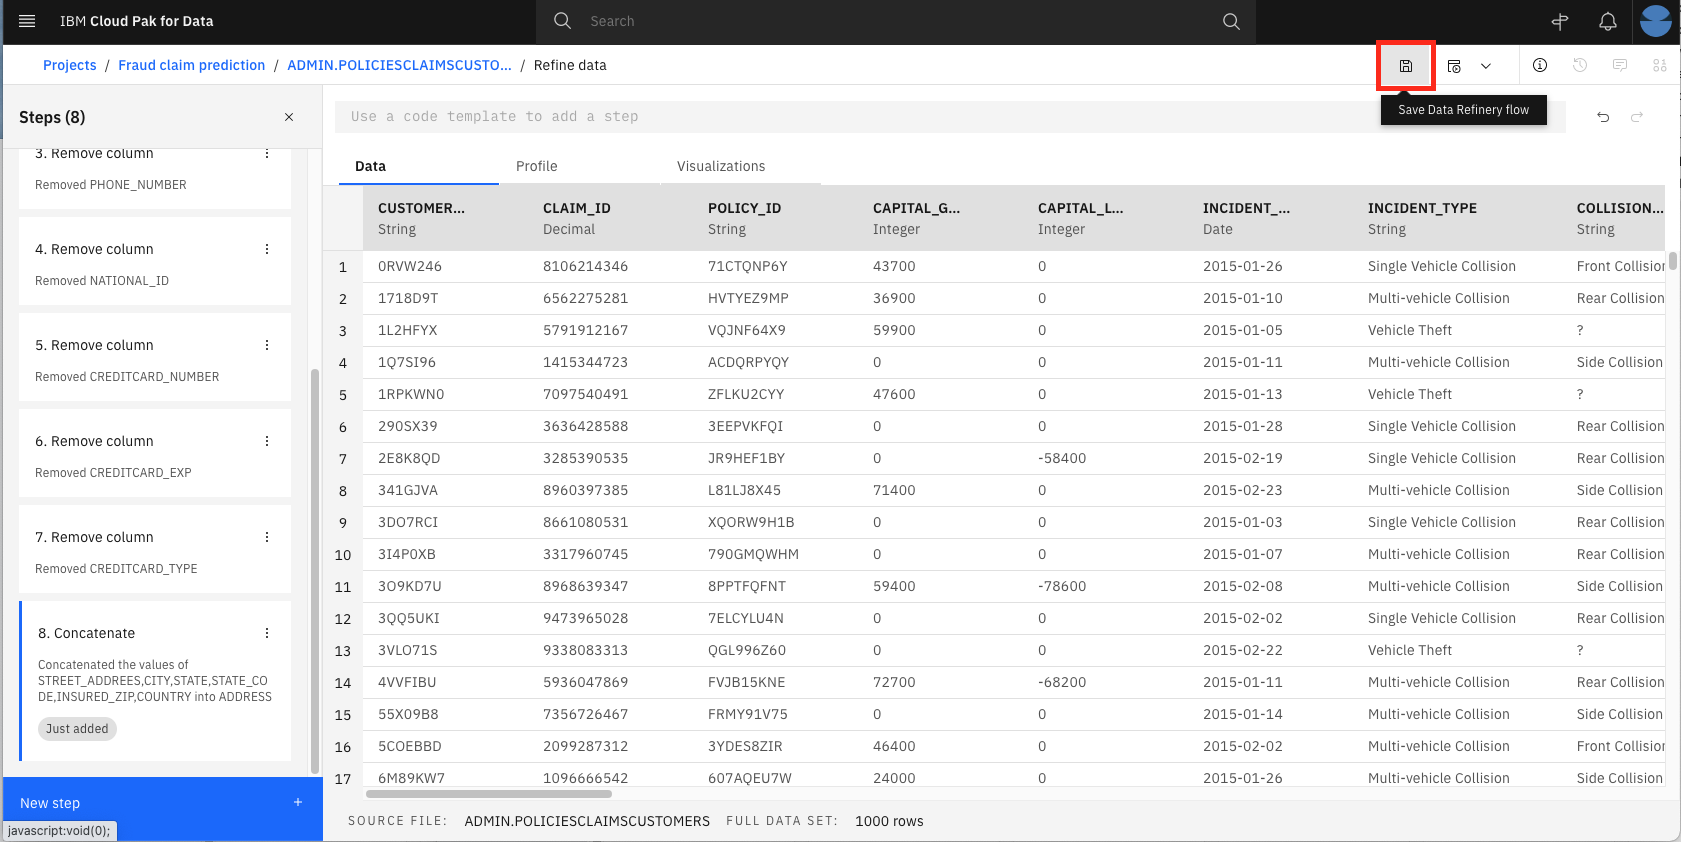 IBM Cloud Pak for Data
Search
Projects / Fraud claim prediction / ADMIN.POLICIESCLAIMSCUSTO... / Refine data
Save Data Refinery flow
Steps (8)
3. Remove column
Removed PHONE_NUMBER
4. Remove column
Removed NATIONAL_ID
5. Remove column
Removed CREDITCARD_NUMBER
6. Remove column
Removed CREDITCARD_EXP
7. Remove column
Removed CREDITCARD_TYPE
8. Concatenate
Concatenated the values of
STREET_ADDREES,CITY,STATE,STATE_CO
DE,INSURED_ZIP,COUNTRY into ADDRESS
Just added
New step +
javascript:void(0);
Use a code template to add a step
Data Profile Visualizations
CUSTOMER... CLAIM_ID POLICY_ID CAPITAL_G... CAPITAL_L... INCIDENT_... INCIDENT_TYPE COLLISION...
String Decimal String Integer Integer Date String String
1 0RVW246 8106214346 71CTQNP6Y 43700 0 2015-01-26 Single Vehicle Collision Front Collision
2 1718D9T 6562275281 HVTYEZ9MP 36900 0 2015-01-10 Multi-vehicle Collision Rear Collision
3 1L2HFYX 5791912167 VQJNF64X9 59900 0 2015-01-05 Vehicle Theft ?
4 1Q7SI96 1415344723 ACDQRPYQY 0 0 2015-01-11 Multi-vehicle Collision Side Collision
5 1RPKWN0 7097540491 ZFLKU2CYY 47600 0 2015-01-13 Vehicle Theft ?
6 290SX39 3636428588 3EEPVKFQI 0 0 2015-01-28 Single Vehicle Collision Rear Collision
7 2E8K8QD 3285390535 JR9HEF1BY 0 -58400 2015-02-19 Single Vehicle Collision Rear Collision
8 341GJVA 8960397385 L81LJ8X45 71400 0 2015-02-23 Multi-vehicle Collision Side Collision
9 3DO7RCI 8661080531 XQORW9H1B 0 0 2015-01-03 Single Vehicle Collision Rear Collision
10 3I4P0XB 3317960745 790GMQWHM 0 0 2015-01-07 Multi-vehicle Collision Rear Collision
11 3O9KD7U 8968639347 8PPTFQFNT 59400 -78600 2015-02-08 Multi-vehicle Collision Side Collision
12 3QQ5UKI 9473965028 7ELCYLU4N 0 0 2015-02-02 Single Vehicle Collision Rear Collision
13 3VLO71S 9338083313 QGL996Z60 0 0 2015-02-22 Vehicle Theft ?
14 4VVFIBU 5936047869 FVJB15KNE 72700 -68200 2015-01-11 Multi-vehicle Collision Rear Collision
15 55X09B8 7356726467 FRMY91V75 0 0 2015-01-14 Multi-vehicle Collision Side Collision
16 5COEBBD 2099287312 3YDES8ZIR 46400 0 2015-02-02 Multi-vehicle Collision Front Collision
17 6M89KW7 1096666542 607AQEU7W 24000 0 2015-01-26 Multi-vehicle Collision Side Collision
SOURCE FILE: ADMIN.POLICIESCLAIMSCUSTOMERS FULL DATA SET: 1000 rows